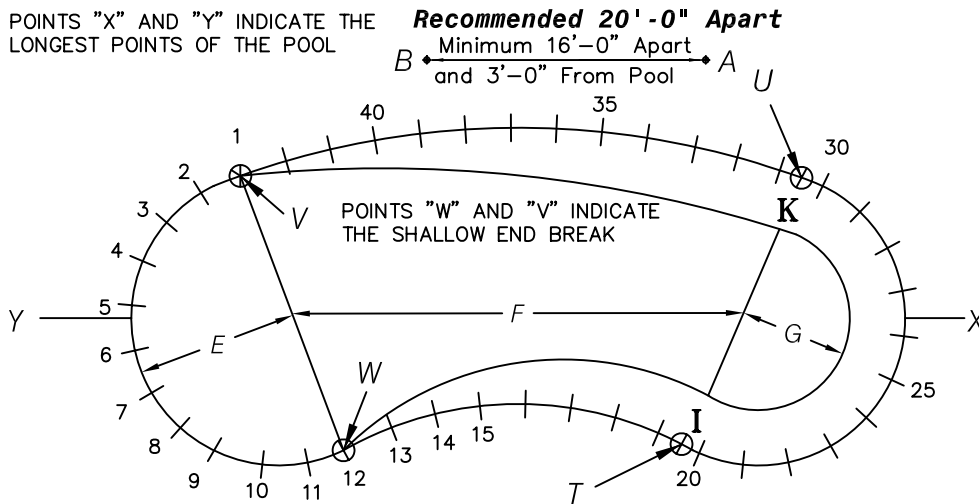 POINTS "X" AND "Y" INDICATE THE
LONGEST POINTS OF THE POOL
Recommended 20'-0" Apart
Minimum 16'-0" Apart
B
A
and 3'-0" From Pool
U
1
40
35
30
2
V
POINTS "W" AND "V" INDICATE
THE SHALLOW END BREAK
K
3
4
5
Y
E
F
G
X
6
W
25
7
8
9
10
11
12
13
14
15
I
20
T